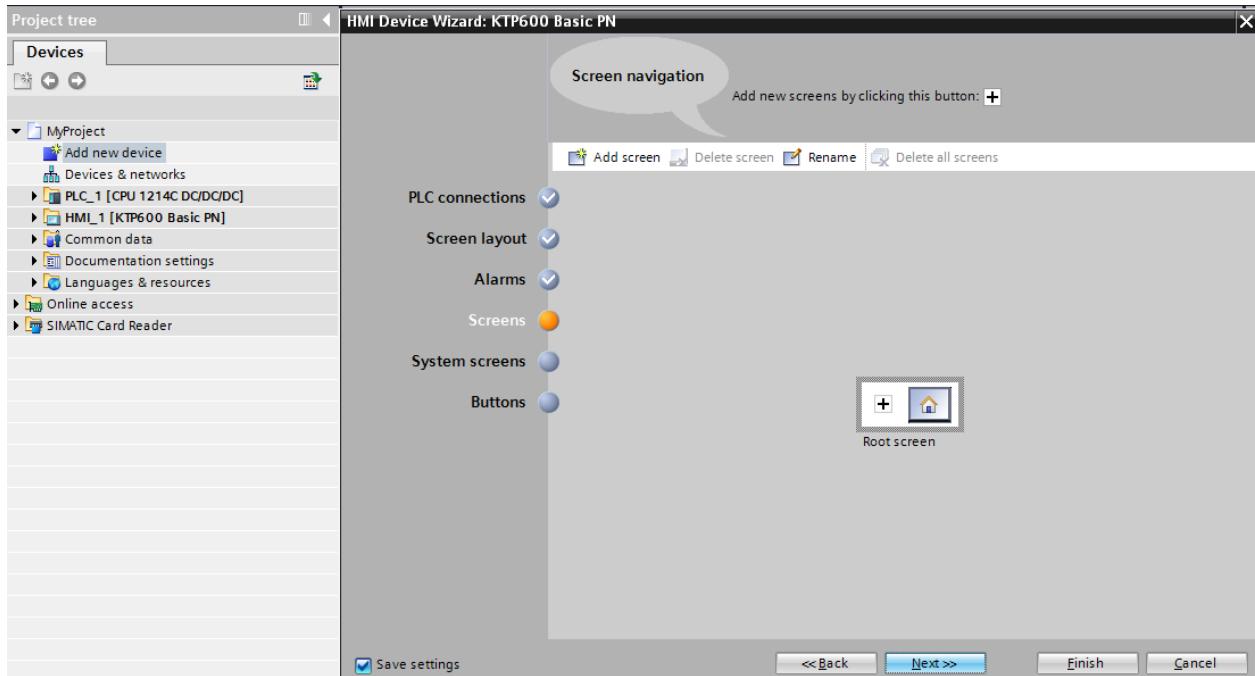 Project tree
Devices
MyProject
Add new device
Devices & networks
PLC_1 [CPU 1214C DC/DC/DC]
HMI_1 [KTP600 Basic PN]
Common data
Documentation settings
Languages & resources
Online access
SIMATIC Card Reader
HMI Device Wizard: KTP600 Basic PN
Screen navigation
Add new screens by clicking this button:
Add screen Delete screen Rename Delete all screens
PLC connections
Screen layout
Alarms
Screens
System screens
Buttons
Root screen
Save settings
<<Back Next>> Finish Cancel